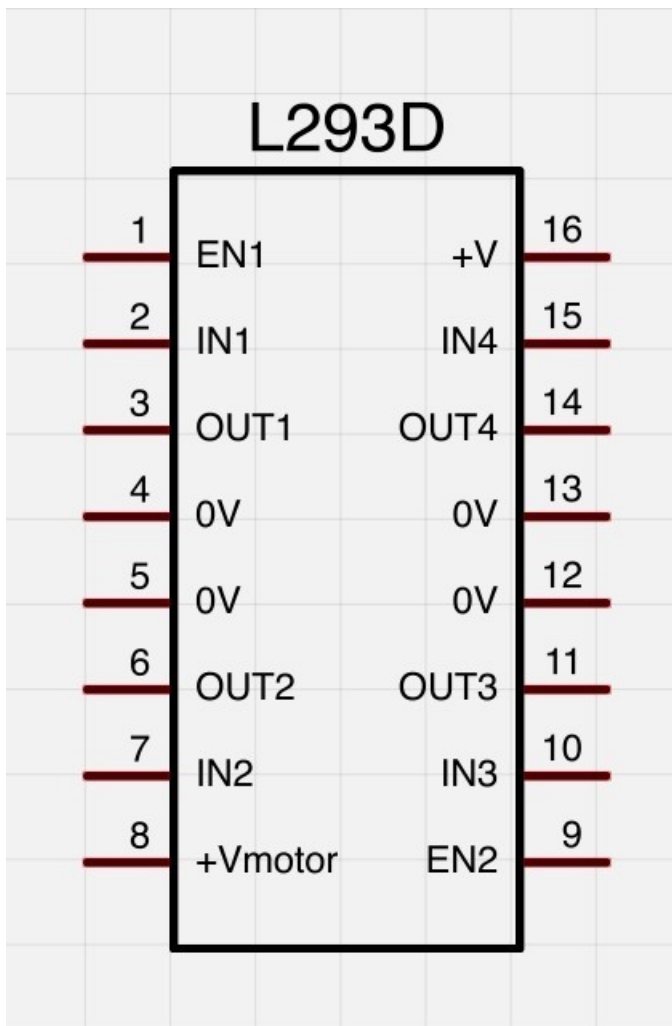 L293D
1 EN1 +V 16
2 IN1 IN4 15
3 OUT1 OUT4 14
4 0V 0V 13
5 0V 0V 12
6 OUT2 OUT3 11
7 IN2 IN3 10
8 +Vmotor EN2 9